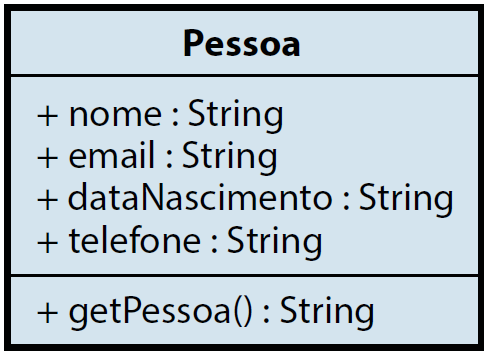 Pessoa
+ nome : String
+ email : String
+ dataNascimento : String
+ telefone : String
+ getPessoa() : String